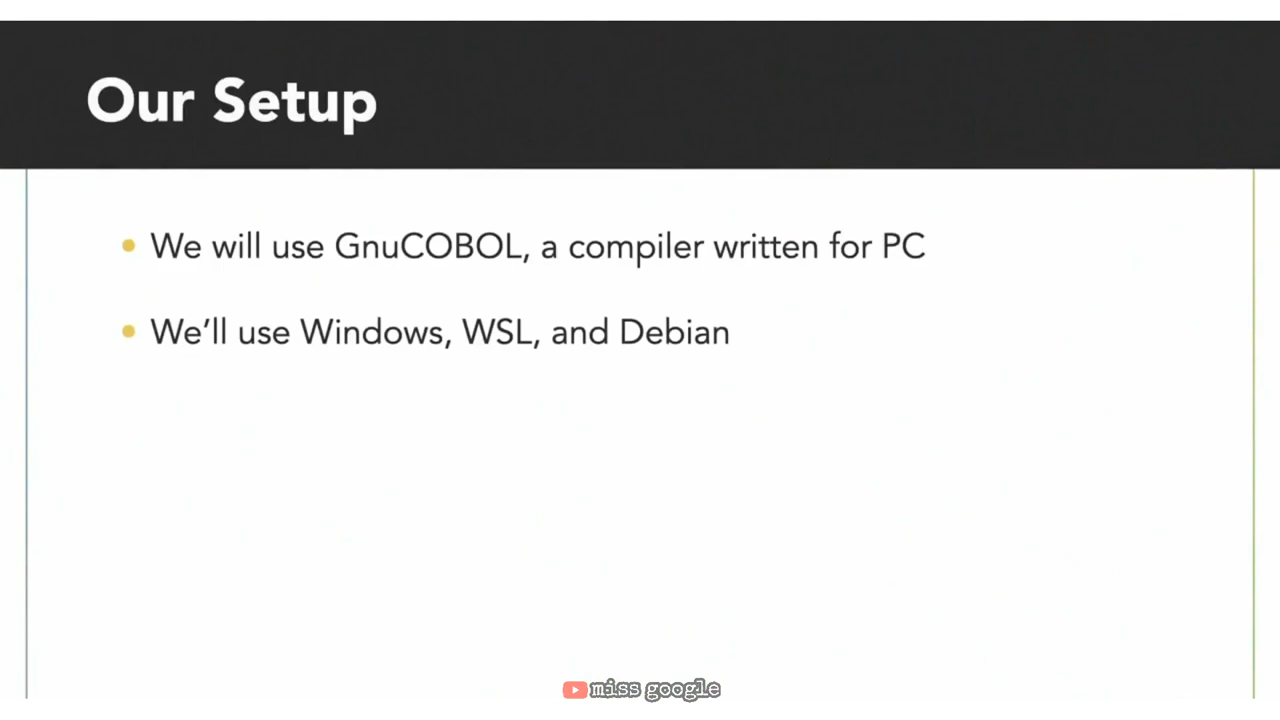 Our Setup
We will use GnuCOBOL, a compiler written for PC
We’ll use Windows, WSL, and Debian
miss google